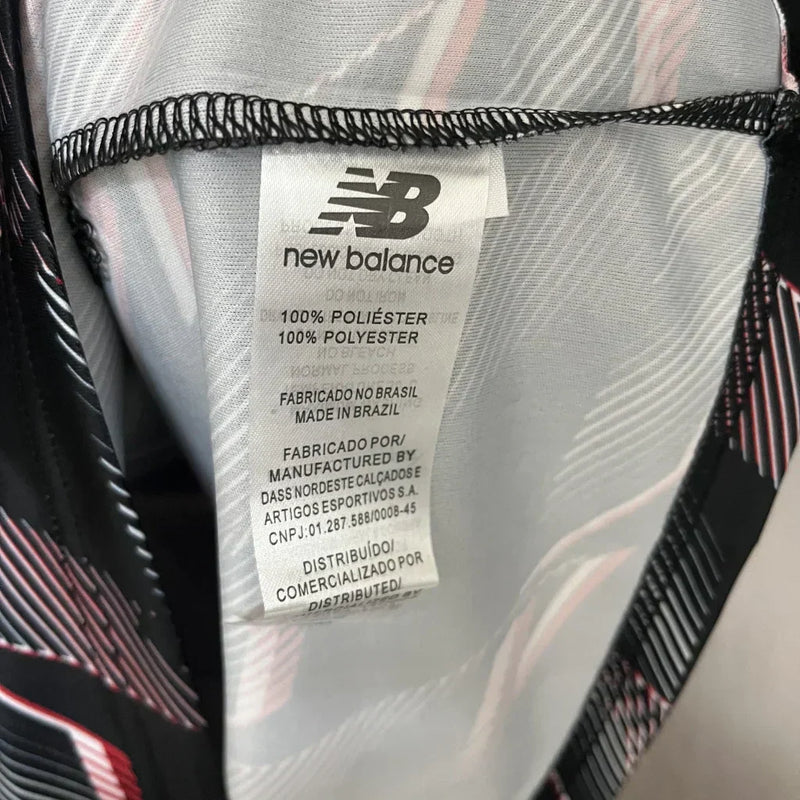 NB
new balance
100% POLIÉSTER
100% POLYESTER
FABRICADO NO BRASIL
MADE IN BRAZIL
FABRICADO POR/
MANUFACTURED BY
DASS NORDESTE CALÇADOS E
ARTIGOS ESPORTIVOS S.A.
CNPJ:01.287.588/0008-45
DISTRIBUÍDO/
COMERCIALIZADO POR
DISTRIBUTED/